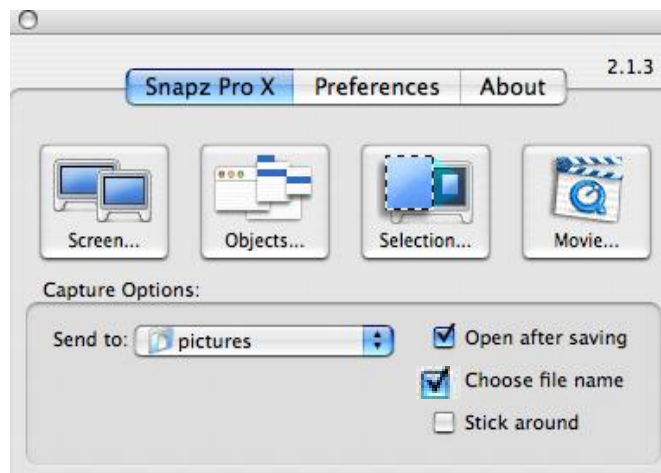 2.1.3
Snapz Pro X Preferences About
Screen... Objects... Selection... Movie...
Capture Options:
Send to: pictures
Open after saving
Choose file name
Stick around